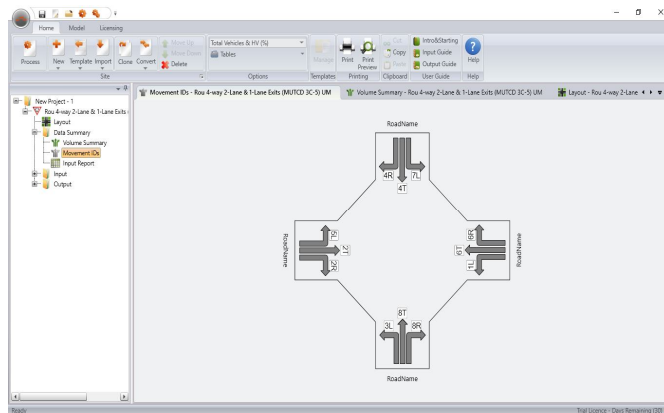 Home Model Licensing
Process New Template Import Clone Convert
Move Up
Move Down
Delete
Site
Total Vehicles & HV (%)
Tables
Options
Manage
Templates
Print Print Preview
Printing
Cut
Copy
Paste
Clipboard
Intro&Starting
Input Guide
Output Guide
User Guide
Help
Help
New Project - 1
Rou 4-way 2-Lane & 1-Lane Exits
Layout
Data Summary
Volume Summary
Movement IDs
Input Report
Input
Output
Movement IDs - Rou 4-way 2-Lane & 1-Lane Exits (MUTCD 3C-5) UM
Volume Summary - Rou 4-way 2-Lane & 1-Lane Exits (MUTCD 3C-5) UM
Layout - Rou 4-way 2-Lane
RoadName
4R 4T 7L
RoadName
5L 2T 2R
6R 6T 1L
RoadName
8T
3L 8R
RoadName
Ready
Trial Licence - Days Remaining (30)